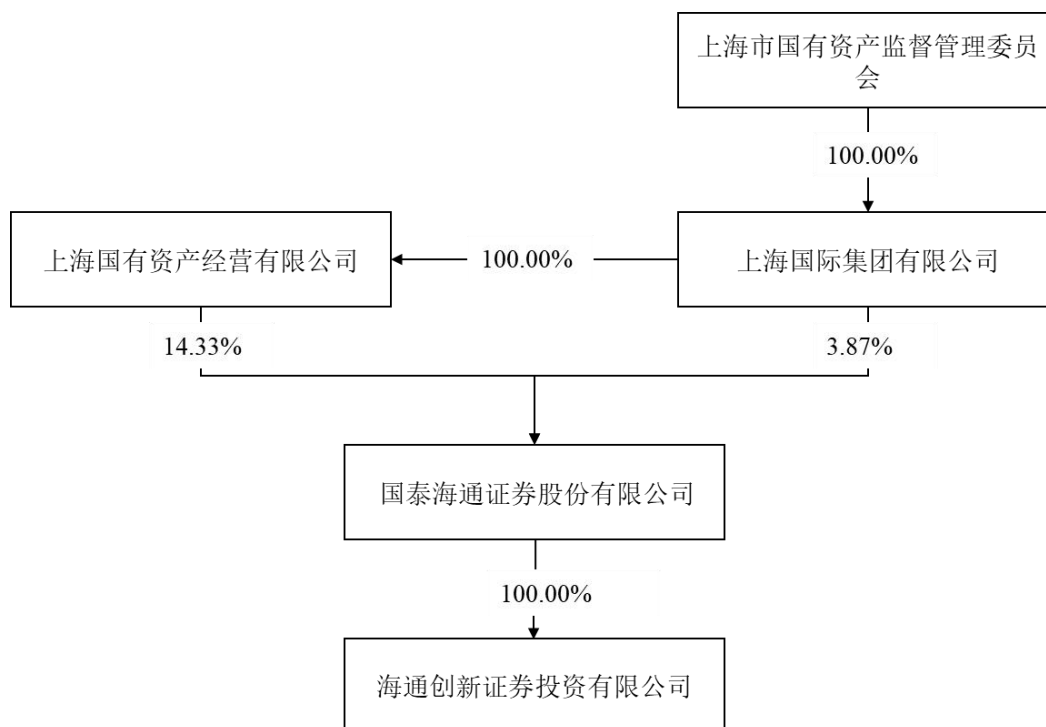 上海市国有资产监督管理委员
会
100.00%
上海国有资产经营有限公司
100.00%
上海国际集团有限公司
14.33%
3.87%
国泰海通证券股份有限公司
100.00%
海通创新证券投资有限公司